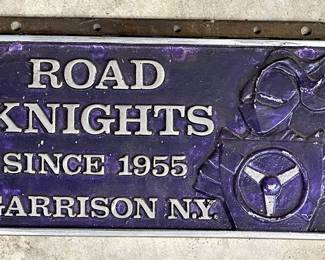 ROAD
KNIGHTS
SINCE 1955
GARRISON N.Y.